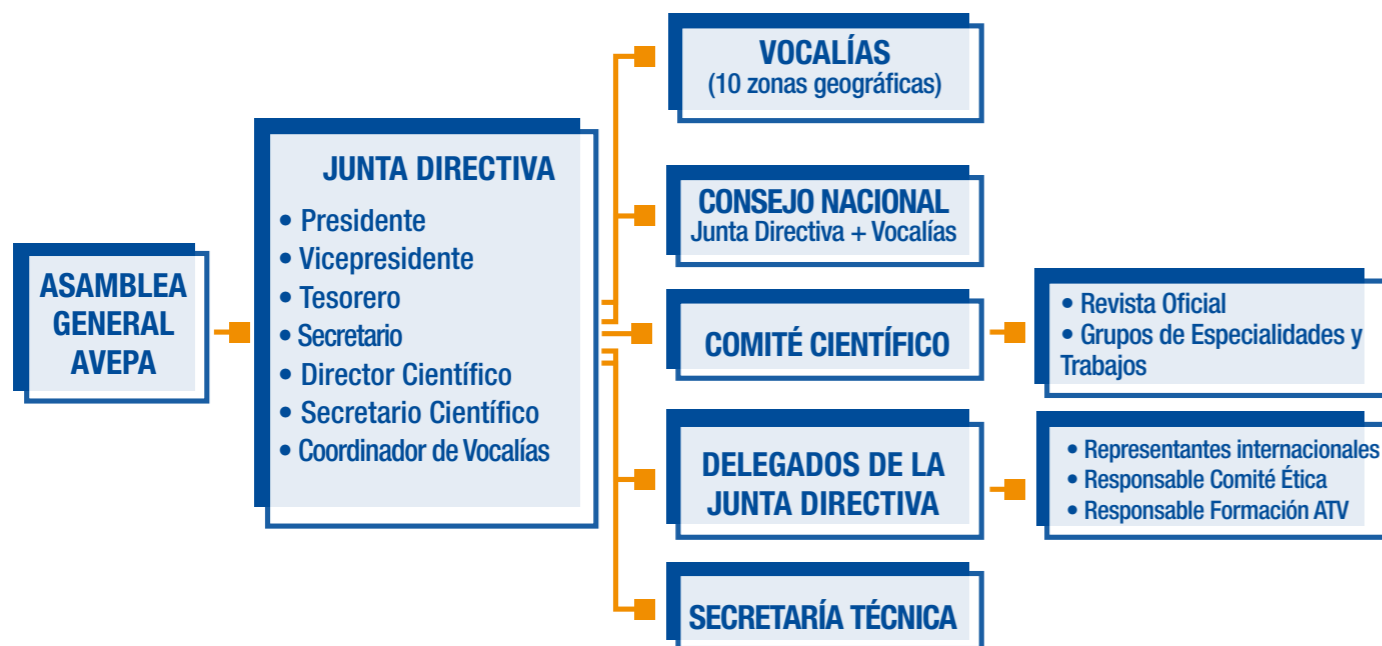 ASAMBLEA
GENERAL
AVEPA
JUNTA DIRECTIVA
• Presidente
• Vicepresidente
• Tesorero
• Secretario
• Director Científico
• Secretario Científico
• Coordinador de Vocalías
VOCALÍAS
(10 zonas geográficas)
CONSEJO NACIONAL
Junta Directiva + Vocalías
COMITÉ CIENTÍFICO
• Revista Oficial
• Grupos de Especialidades y
Trabajos
DELEGADOS DE LA
JUNTA DIRECTIVA
• Representantes internacionales
• Responsable Comité Ética
• Responsable Formación ATV
SECRETARÍA TÉCNICA